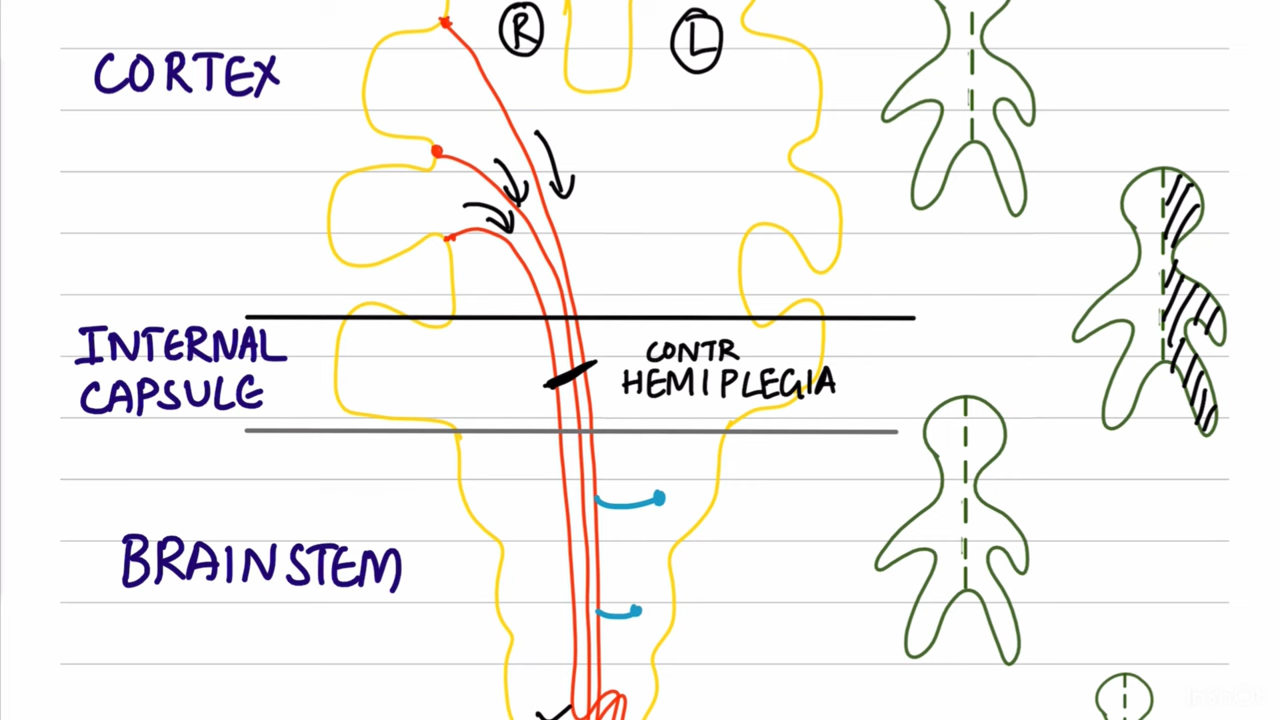 R
L
CORTEX
INTERNAL
CAPSULE
CONTR
HEMIPLEGIA
BRAINSTEM